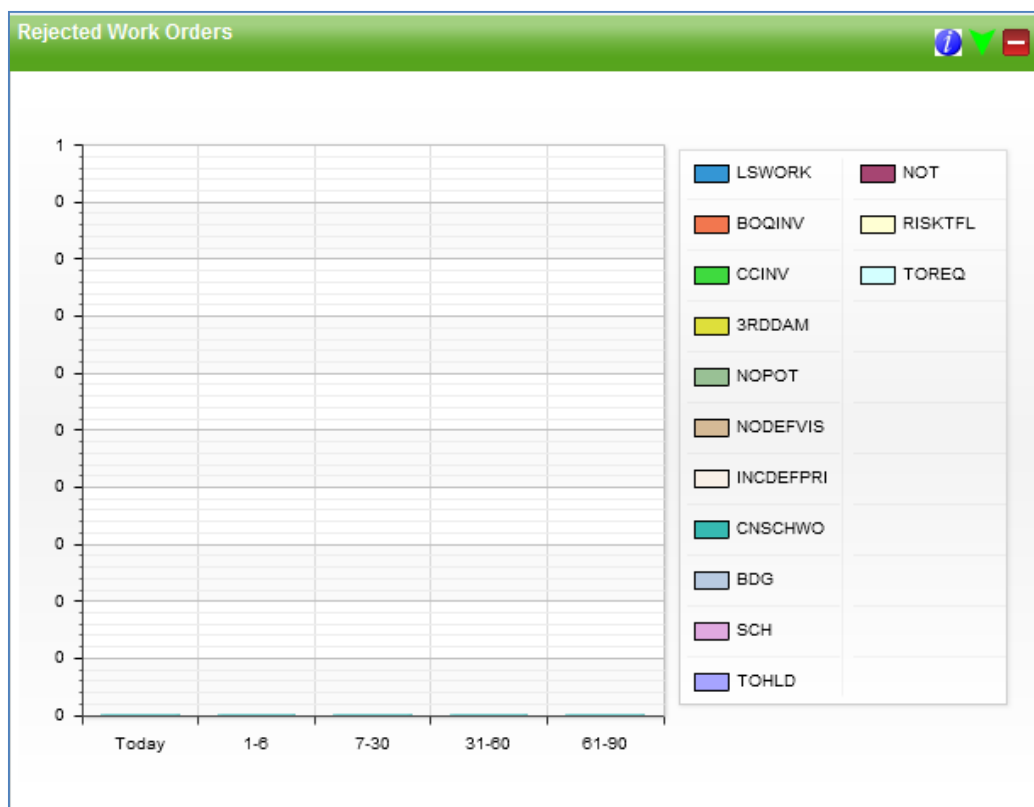 Rejected Work Orders
i
1
0
0
0
0
0
0
0
0
0
0
Today 1-6 7-30 31-60 61-90
LSWORK NOT
BOQINV RISKTFL
CCINV TOREQ
3RDDAM
NOPOT
NODEFVIS
INCDEFPRI
CNSCHWO
BDG
SCH
TOHLD